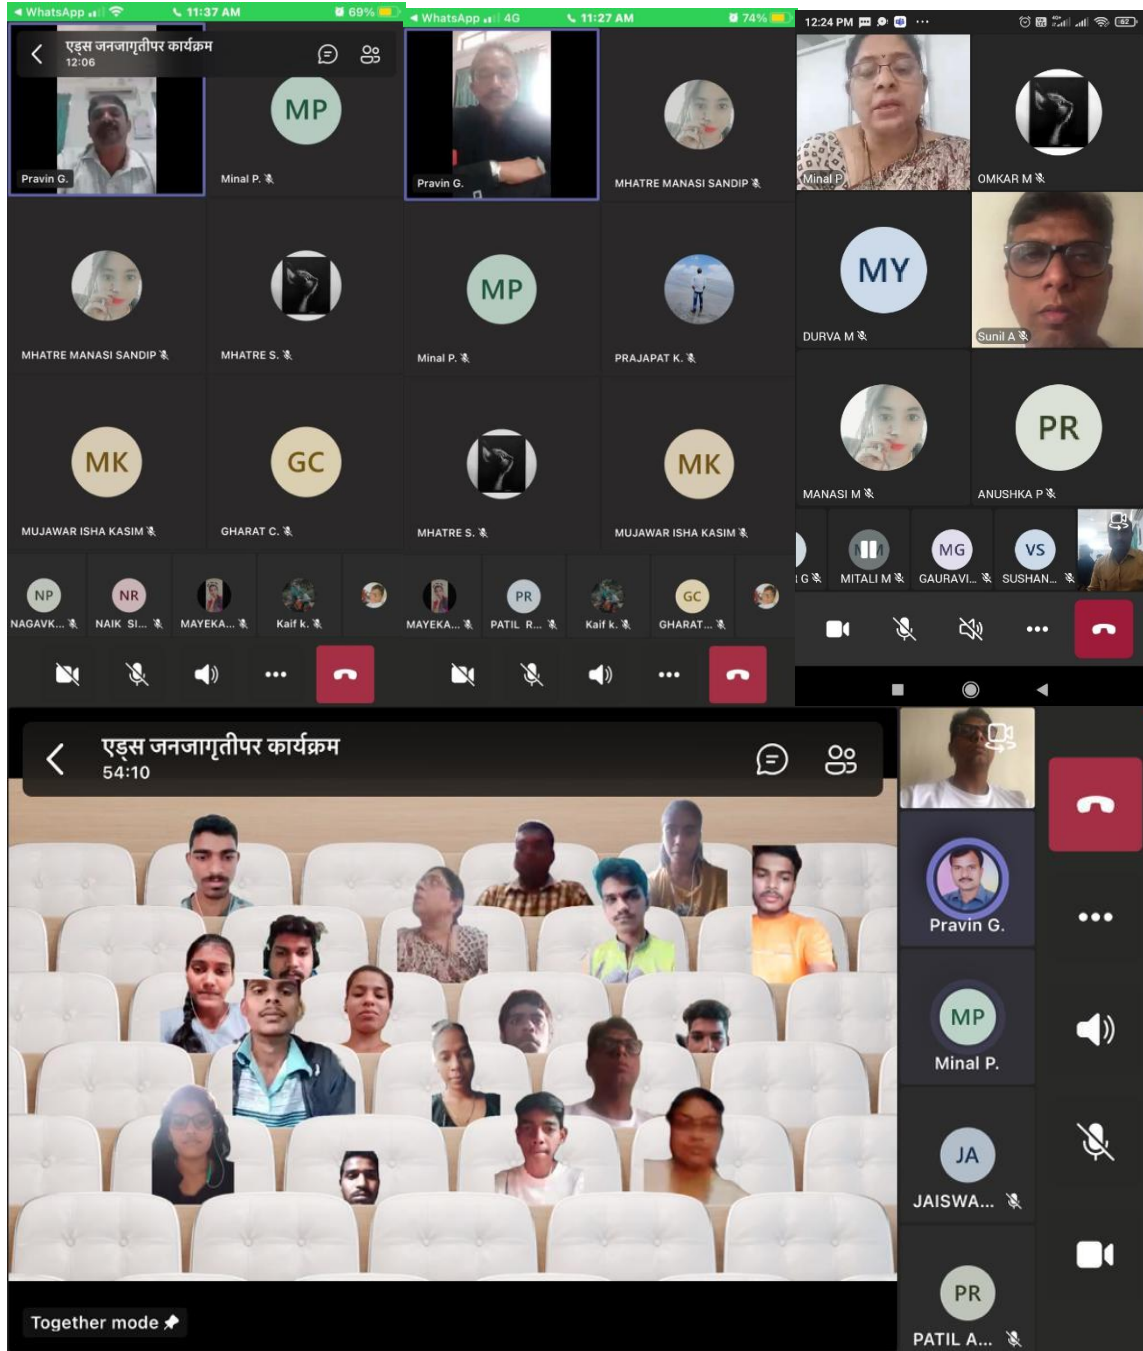 WhatsApp
11:37 AM
69%
एड्स जनजागृतीपर कार्यक्रम
12:06
MP
Pravin G.
Minal P.
MHATRE MANASI SANDIP
MHATRE S.
MK
GC
MUJAWAR ISHA KASIM
GHARAT C.
NP
NR
NAGAVK...
NAIK SI...
MAYEKA...
Kaif k.
WhatsApp
4G
11:27 AM
74%
Pravin G.
MHATRE MANASI SANDIP
MP
Minal P.
PRAJAPAT K.
MK
MHATRE S.
MUJAWAR ISHA KASIM
PR
GC
MAYEKA...
PATIL R...
Kaif k.
GHARAT...
12:24 PM
62
Minal P
OMKAR M
MY
DURVA M
Sunil A
PR
MANASI M
ANUSHKA P
MG
VS
G
MITALI M
GAURAVI...
SUSHAN...
एड्स जनजागृतीपर कार्यक्रम
54:10
Pravin G.
MP
Minal P.
JA
JAISWA...
PR
PATIL A...
Together mode